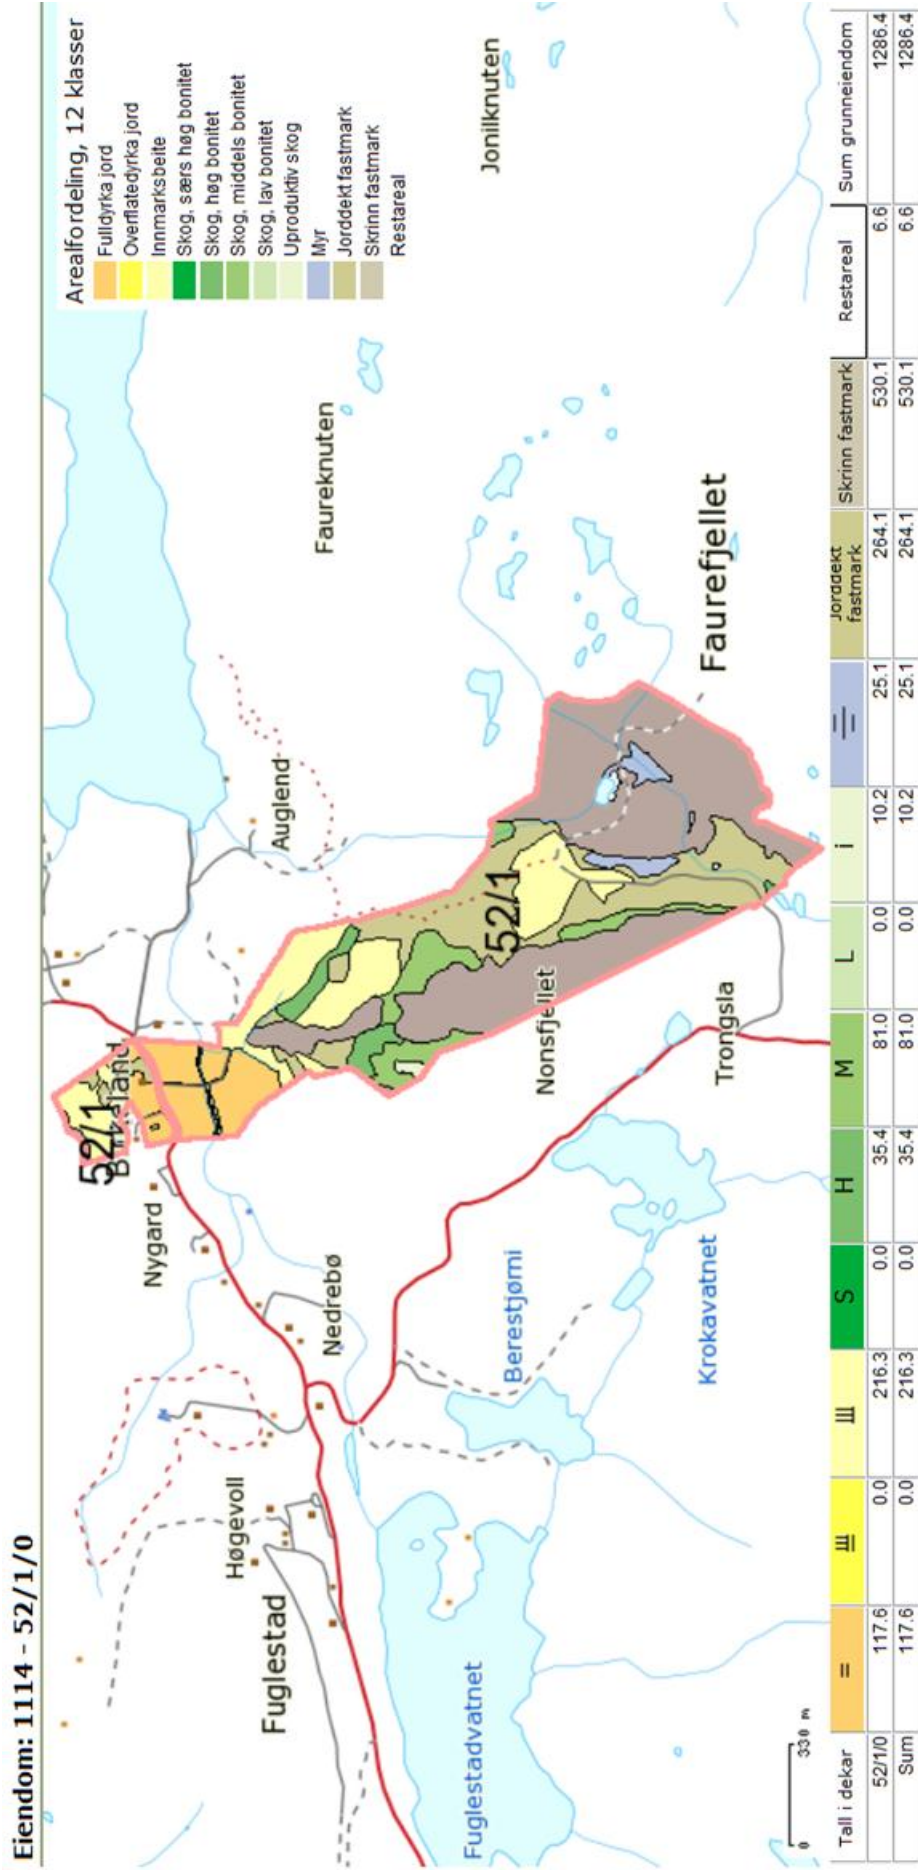 Eiendom: 1114 - 52/1/0
Arealfordeling, 12 klasser
Fulldyrka jord
Overflatedyrka jord
Innmarksbeite
Skog, særs høg bonitet
Skog, høg bonitet
Skog, middels bonitet
Skog, lav bonitet
Uproduktiv skog
Myr
Jorddekt fastmark
Skrinn fastmark
Restareal
52/1
Nygard
Høgevoll
Fuglestad
Nedrebø
Auglend
Faureknuten
Jonilknuten
52/1
Nonsfjellet
Berestjørni
Fuglestadvatnet
Krokavatnet
Trongsla
Faurefjellet
0 330 m
Tall i dekar S H M L i Jorddekt fastmark Skrinn fastmark Restareal Sum grunneiendom
52/1/0 117.6 0.0 216.3 0.0 35.4 81.0 0.0 10.2 25.1 264.1 530.1 6.6 1286.4
Sum 117.6 0.0 216.3 0.0 35.4 81.0 0.0 10.2 25.1 264.1 530.1 6.6 1286.4